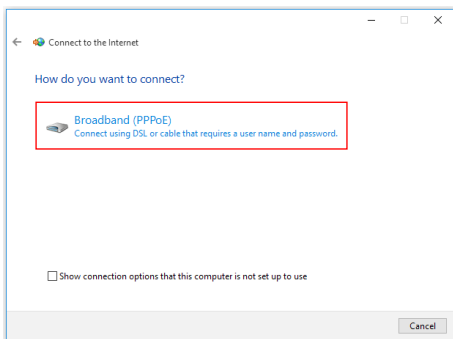 Connect to the Internet
How do you want to connect?
Broadband (PPPoE)
Connect using DSL or cable that requires a user name and password.
Show connection options that this computer is not set up to use
Cancel